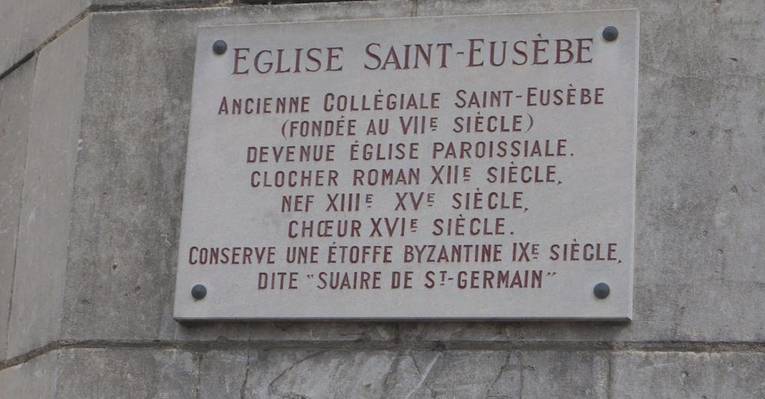 EGLISE SAINT-EUSÈBE
ANCIENNE COLLÉGIALE SAINT-EUSÈBE
(FONDÉE AU VIIE SIÈCLE)
DEVENUE ÉGLISE PAROISSIALE.
CLOCHER ROMAN XIIE SIÈCLE,
NEF XIIIE XVE SIÈCLE,
CHŒUR XVIE SIÈCLE.
CONSERVE UNE ÉTOFFE BYZANTINE IXE SIÈCLE,
DITE "SUAIRE DE ST-GERMAIN"